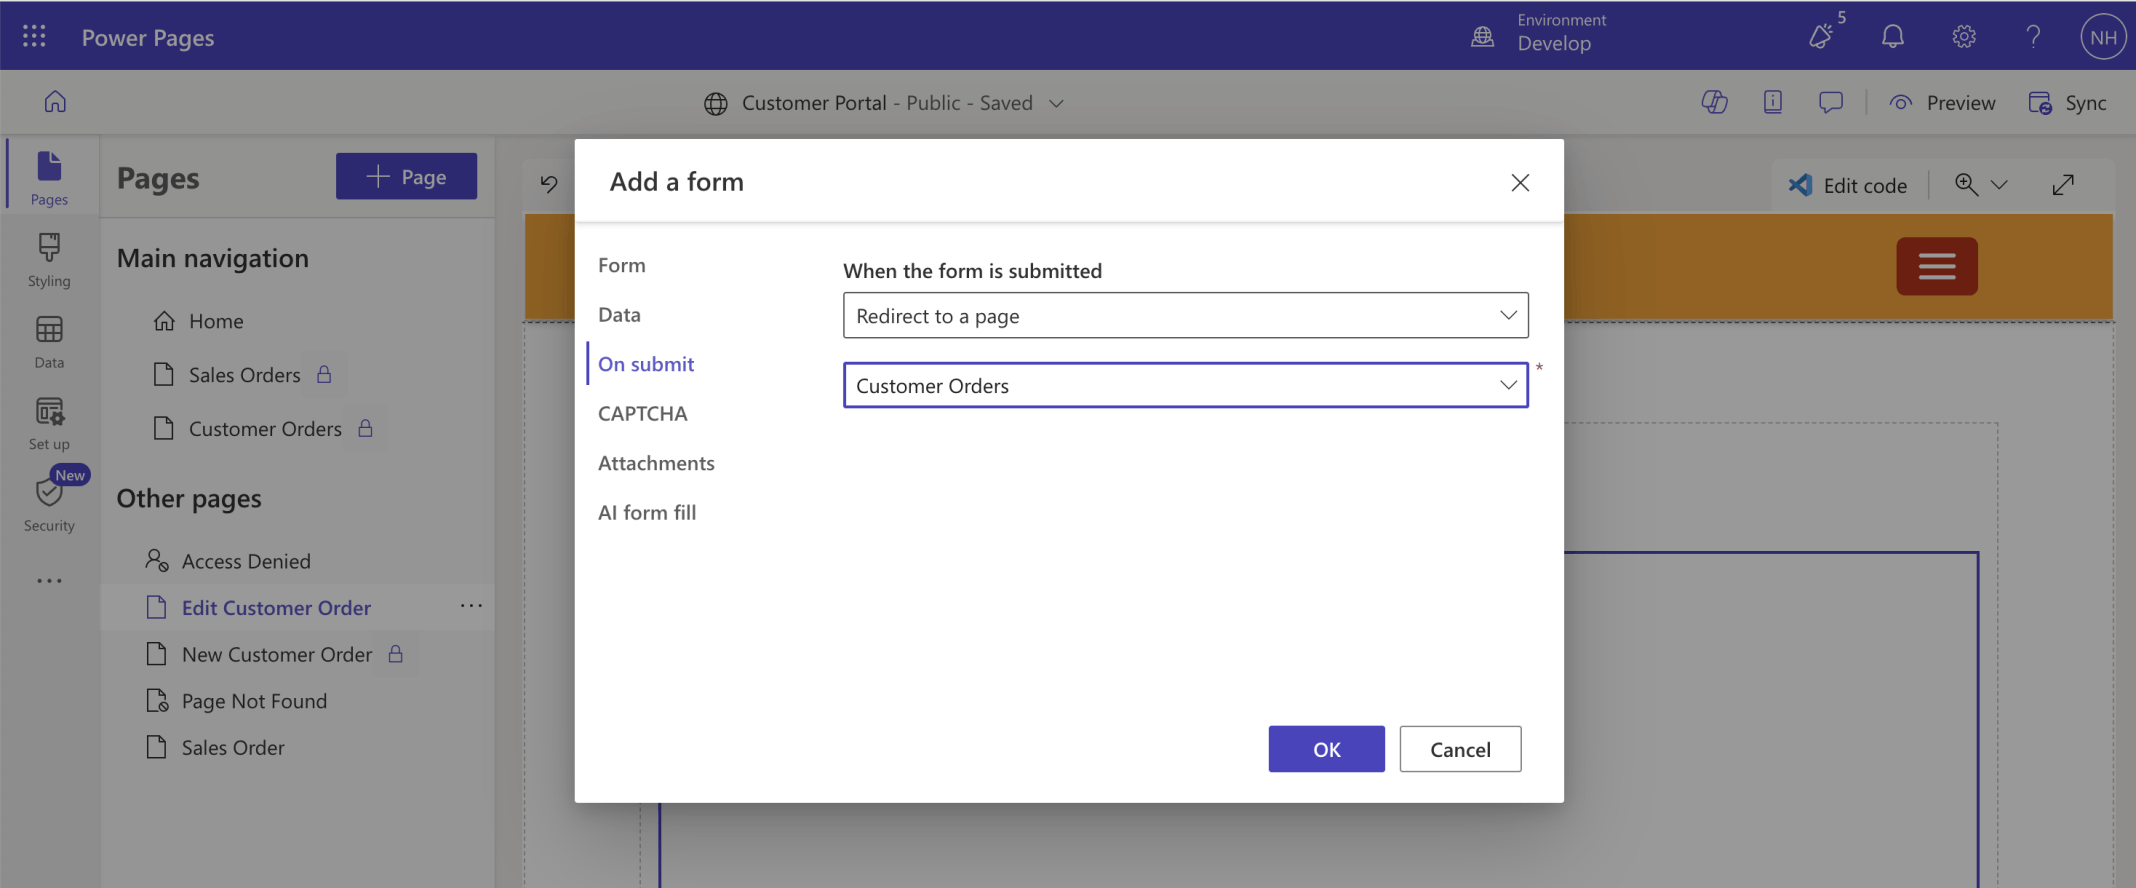 Power Pages
Environment
Develop
5
NH
Customer Portal - Public - Saved
Preview
Sync
Pages
Styling
Data
Set up
New
Security
Pages
Page
Main navigation
Home
Sales Orders
Customer Orders
Other pages
Access Denied
Edit Customer Order
New Customer Order
Page Not Found
Sales Order
Edit code
Add a form
Form
Data
On submit
CAPTCHA
Attachments
AI form fill
When the form is submitted
Redirect to a page
Customer Orders
*
OK
Cancel